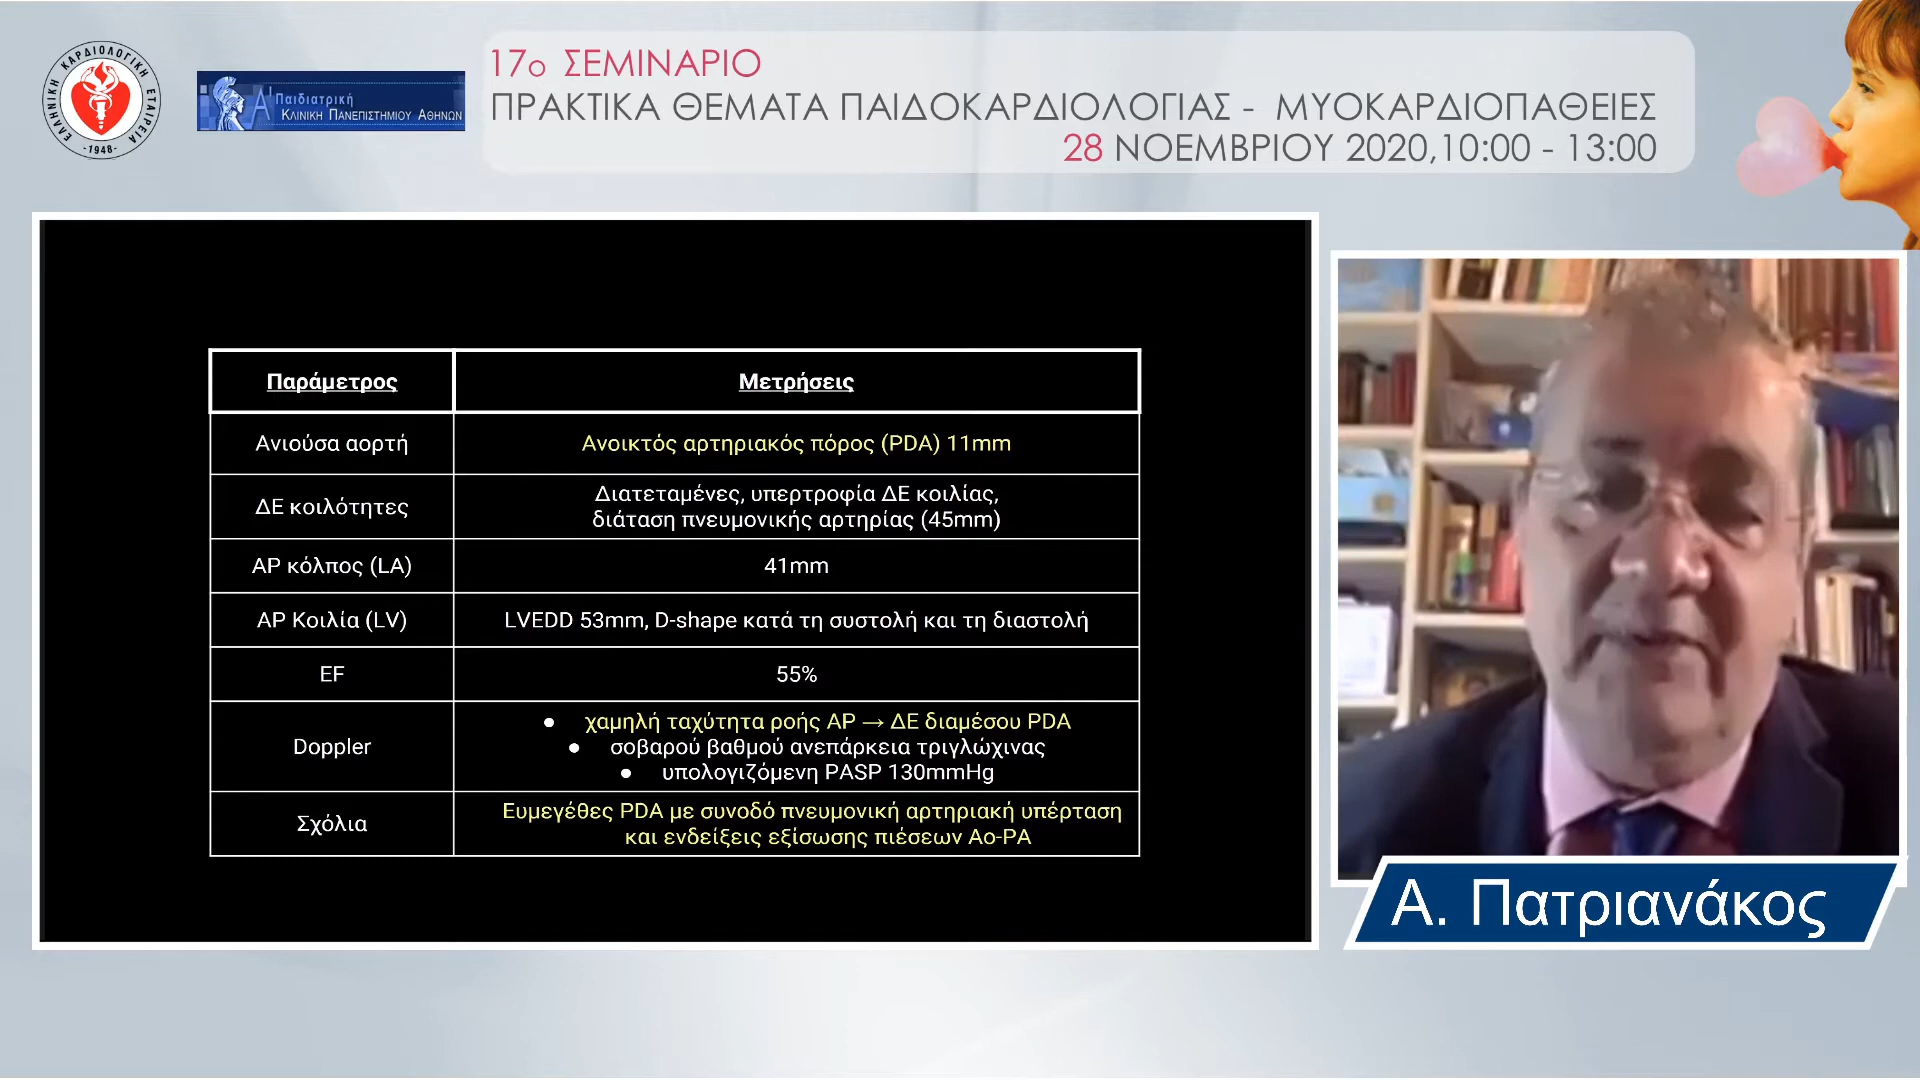 ΕΛΛΗΝΙΚΗ ΚΑΡΔΙΟΛΟΓΙΚΗ ΕΤΑΙΡΕΙΑ
-1948-
Α' Παιδιατρική
ΚΛΙΝΙΚΗ ΠΑΝΕΠΙΣΤΗΜΙΟΥ ΑΘΗΝΩΝ
17ο ΣΕΜΙΝΑΡΙΟ
ΠΡΑΚΤΙΚΑ ΘΕΜΑΤΑ ΠΑΙΔΟΚΑΡΔΙΟΛΟΓΙΑΣ - ΜΥΟΚΑΡΔΙΟΠΑΘΕΙΕΣ
28 ΝΟΕΜΒΡΙΟΥ 2020,10:00 - 13:00
Παράμετρος Μετρήσεις
Ανιούσα αορτή Ανοικτός αρτηριακός πόρος (PDA) 11mm
ΔΕ κοιλότητες Διατεταμένες, υπερτροφία ΔΕ κοιλίας,
διάταση πνευμονικής αρτηρίας (45mm)
ΑΡ κόλπος (LA) 41mm
ΑΡ Κοιλία (LV) LVEDD 53mm, D-shape κατά τη συστολή και τη διαστολή
EF 55%
Doppler ● χαμηλή ταχύτητα ροής ΑΡ → ΔΕ διαμέσου PDA
● σοβαρού βαθμού ανεπάρκεια τριγλώχινας
● υπολογιζόμενη PASP 130mmHg
Σχόλια Ευμεγέθες PDA με συνοδό πνευμονική αρτηριακή υπέρταση
και ενδείξεις εξίσωσης πιέσεων Ao-PA
Α. Πατριανάκος